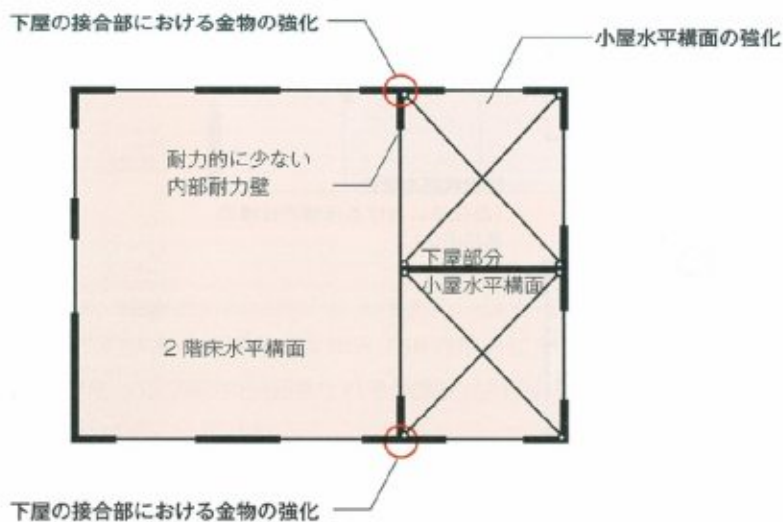 下屋の接合部における金物の強化
小屋水平構面の強化
耐力的に少ない
内部耐力壁
下屋部分
小屋水平構面
2階床水平構面
下屋の接合部における金物の強化